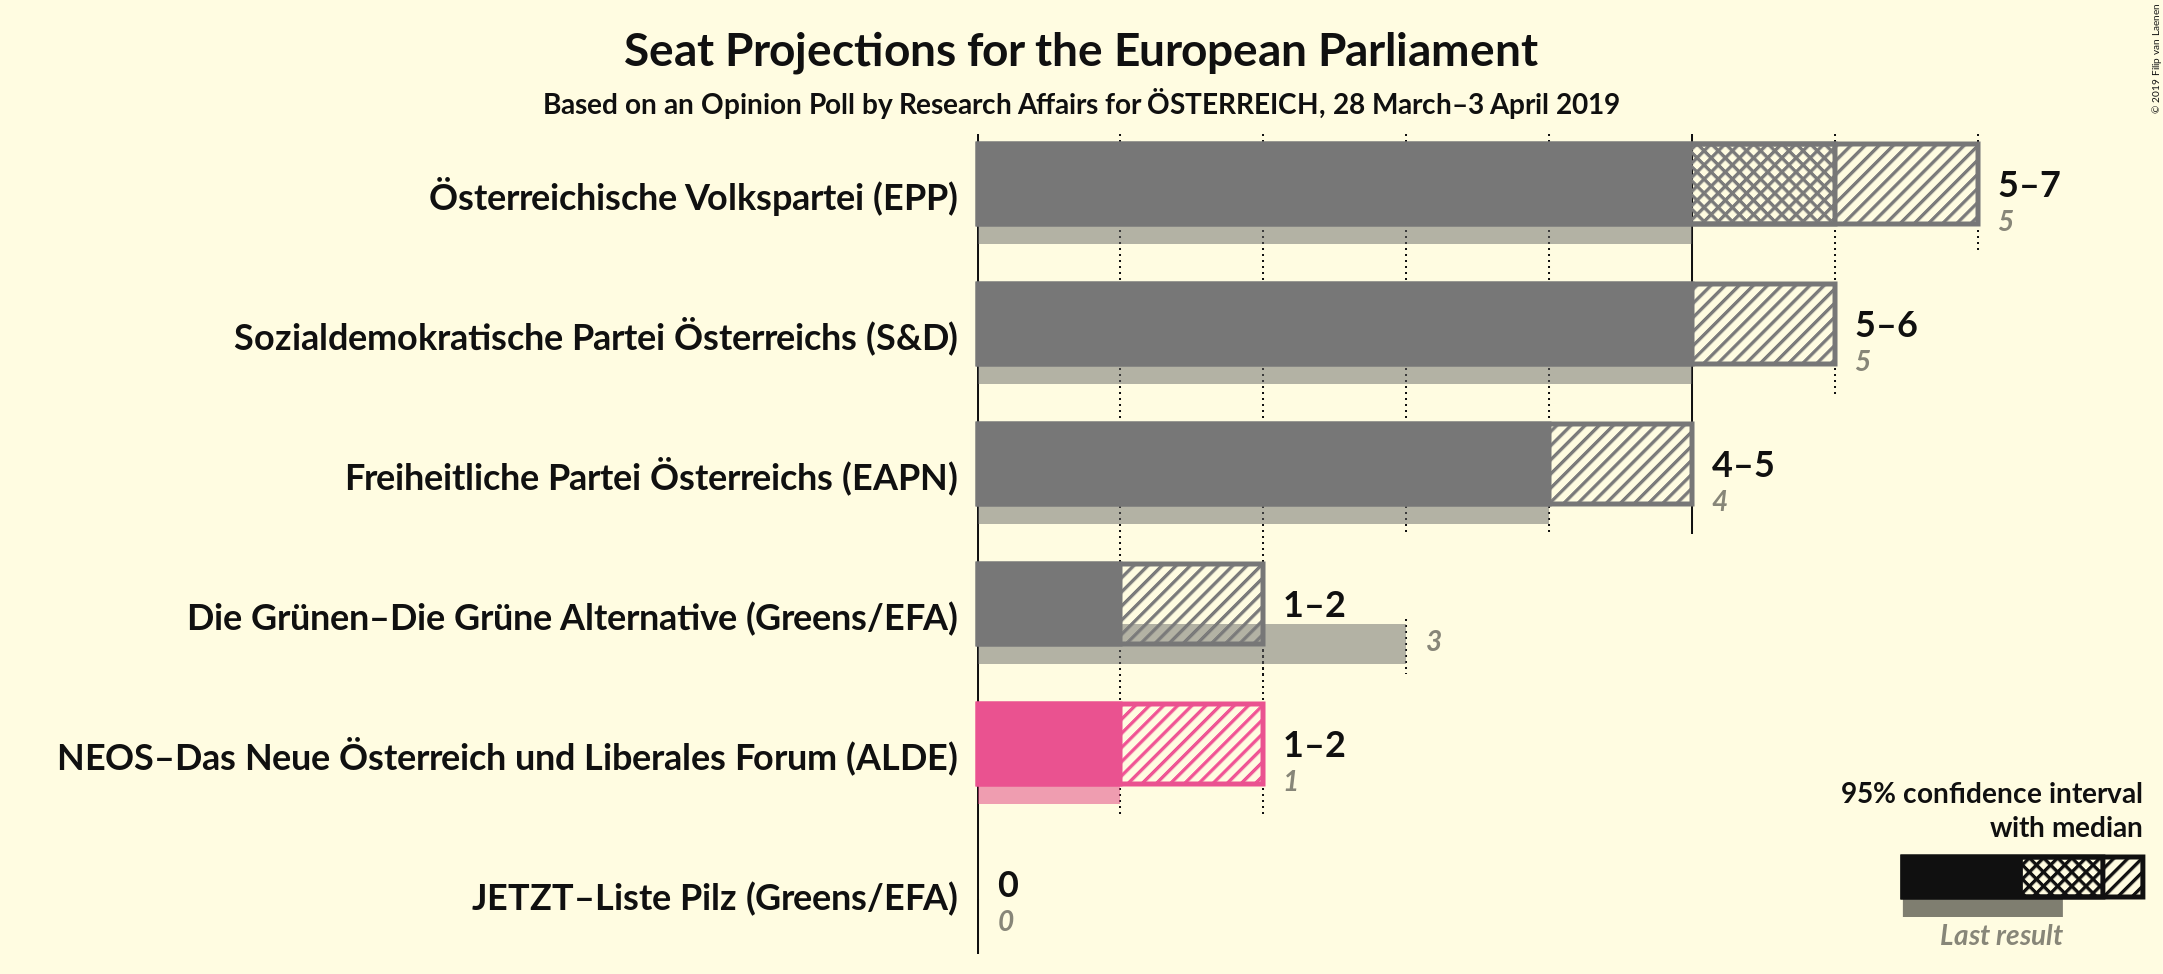 Seat Projections for the European Parliament
Based on an Opinion Poll by Research Affairs for ÖSTERREICH, 28 March–3 April 2019
© 2019 Filip van Laenen
Österreichische Volkspartei (EPP)
5–7
5
Sozialdemokratische Partei Österreichs (S&D)
5–6
5
Freiheitliche Partei Österreichs (EAPN)
4–5
4
Die Grünen–Die Grüne Alternative (Greens/EFA)
1–2
3
NEOS–Das Neue Österreich und Liberales Forum (ALDE)
1–2
1
JETZT–Liste Pilz (Greens/EFA)
0
0
95% confidence interval
with median
Last result